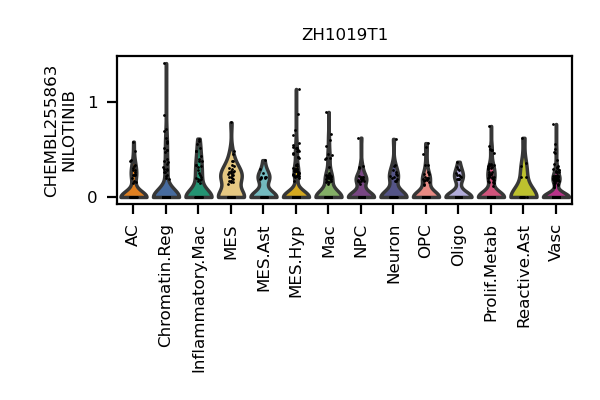 ZH1019T1
CHEMBL255863
NILOTINIB
1
0
AC
Chromatin.Reg
Inflammatory.Mac
MES
MES.Ast
MES.Hyp
Mac
NPC
Neuron
OPC
Oligo
Prolif.Metab
Reactive.Ast
Vasc